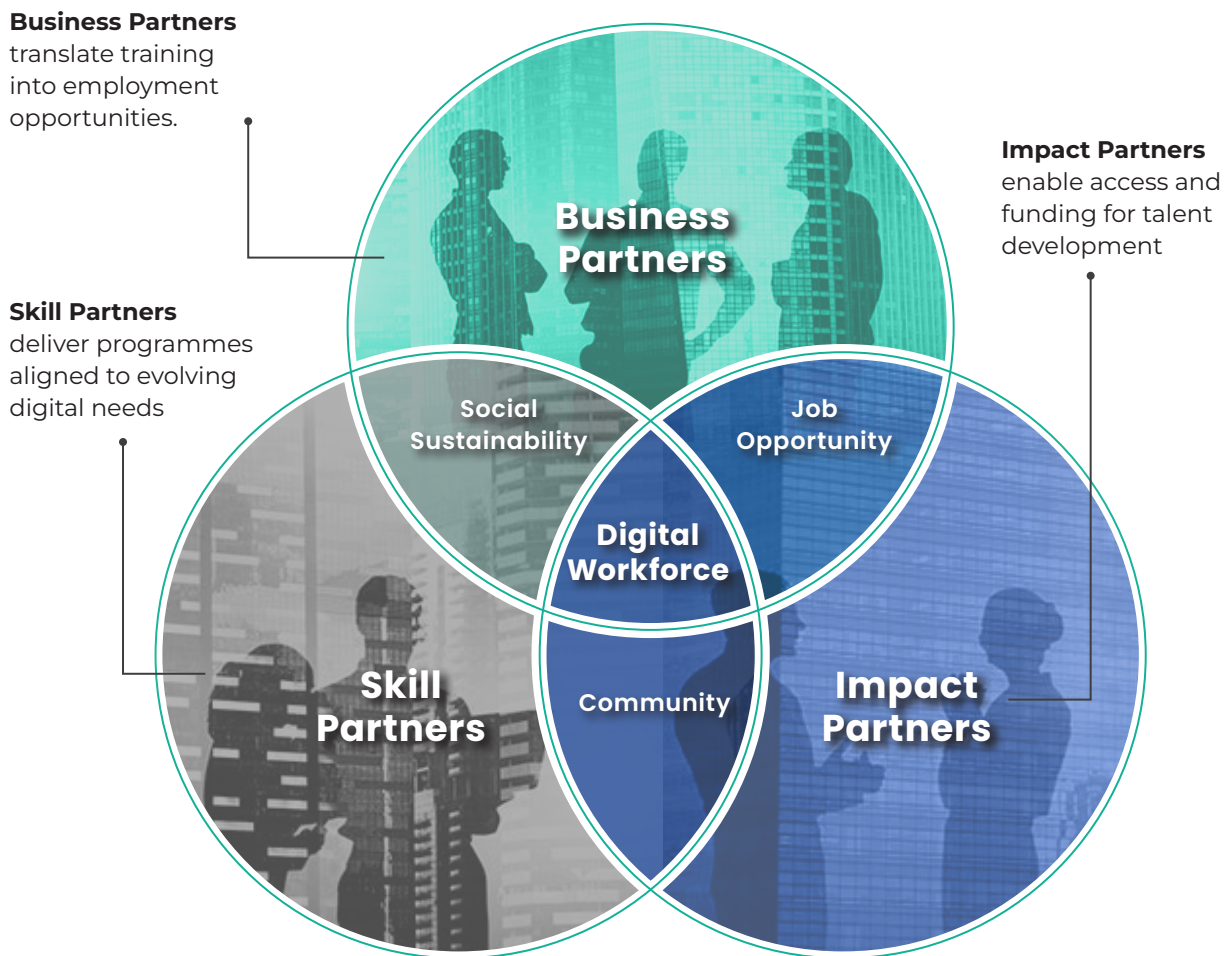 Business Partners
translate training
into employment
opportunities.
Impact Partners
enable access and
funding for talent
development
Skill Partners
deliver programmes
aligned to evolving
digital needs
Business
Partners
Social
Sustainability
Job
Opportunity
Digital
Workforce
Skill
Partners
Community
Impact
Partners